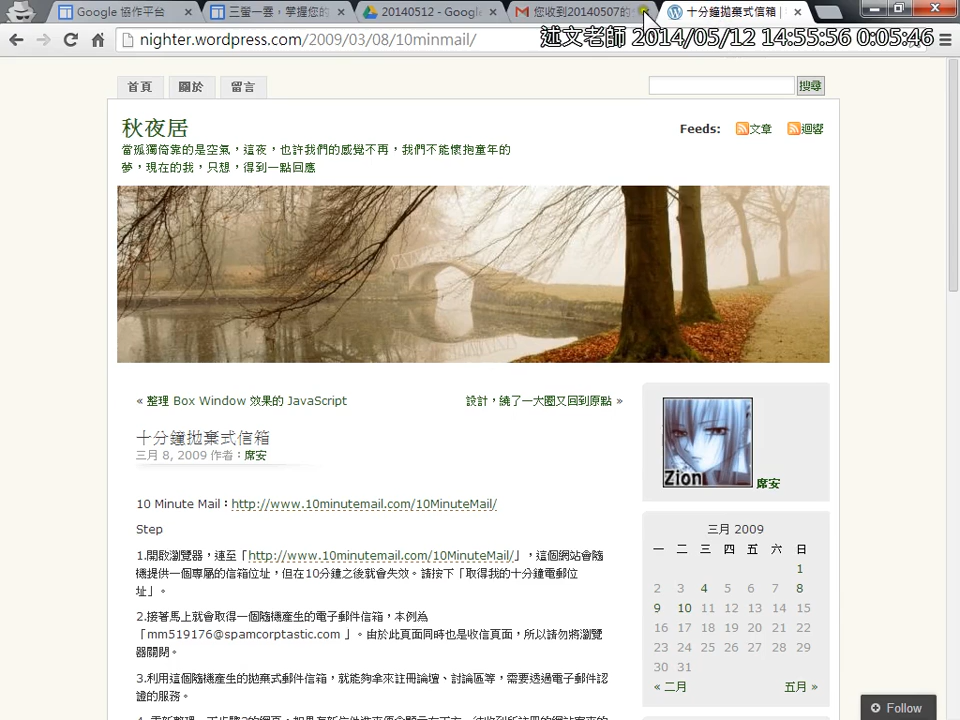 Google 協作平台
三螢一雲，掌握您的
20140512 - Google
您收到20140507的
十分鐘拋棄式信箱 |
nighter.wordpress.com/2009/03/08/10minmail/
述文老師 2014/05/12 14:55:56 0:05:46
首頁 關於 留言 搜尋
秋夜居
Feeds: 文章 迴響
當孤獨倚靠的是空氣，這夜，也許我們的感覺不再，我們不能懷抱童年的
夢，現在的我，只想，得到一點回應
« 整理 Box Window 效果的 JavaScript
設計，繞了一大圈又回到原點 »
十分鐘拋棄式信箱
三月 8, 2009 作者：席安
10 Minute Mail：http://www.10minutemail.com/10MinuteMail/
Step
1.開啟瀏覽器，連至「http://www.10minutemail.com/10MinuteMail/」，這個網站會隨
機提供一個專屬的信箱位址，但在10分鐘之後就會失效。請按下「取得我的十分鐘電郵位
址」。
2.接著馬上就會取得一個隨機產生的電子郵件信箱，本例為
「mm519176@spamcorptastic.com 」。由於此頁面同時也是收信頁面，所以請勿將瀏覽
器關閉。
3.利用這個隨機產生的拋棄式郵件信箱，就能夠拿來註冊論壇、討論區等，需要透過電子郵件認
證的服務。
Zion
席安
三月 2009
一 二 三 四 五 六 日
1
2 3 4 5 6 7 8
9 10 11 12 13 14 15
16 17 18 19 20 21 22
23 24 25 26 27 28 29
30 31
« 二月 五月 »
Follow